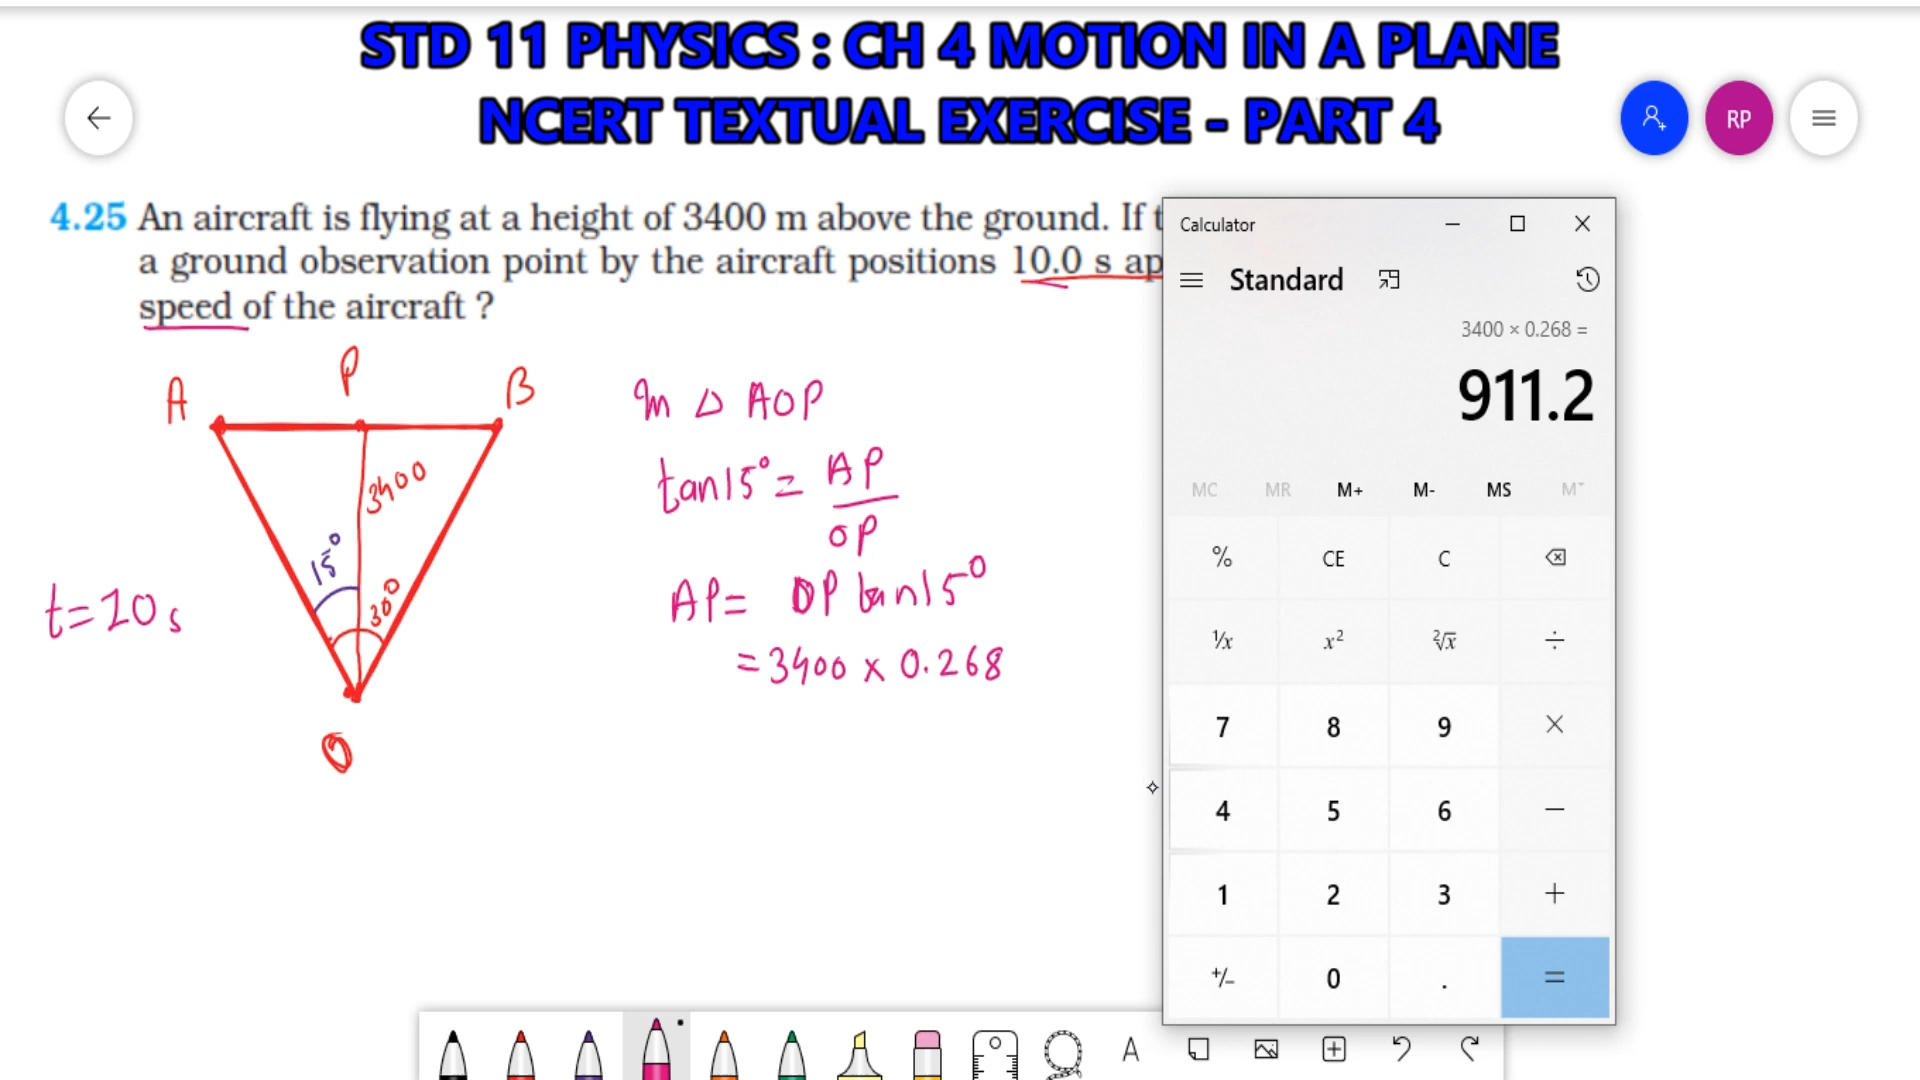 STD 11 PHYSICS : CH 4 MOTION IN A PLANE
NCERT TEXTUAL EXERCISE - PART 4
RP
4.25 An aircraft is flying at a height of 3400 m above the ground. If t
a ground observation point by the aircraft positions 10.0 s ap
speed of the aircraft ?
A
P
B
3400
15°
30°
O
t=10 s
In △ AOP
tan15° = AP
OP
AP = OP tan15°
= 3400 x 0.268
Calculator
Standard
3400 × 0.268 =
911.2
MC MR M+ M- MS M˅
% CE C
¹/x x² ²√x ÷
7 8 9 ×
4 5 6 −
1 2 3 +
+/− 0 . =
A